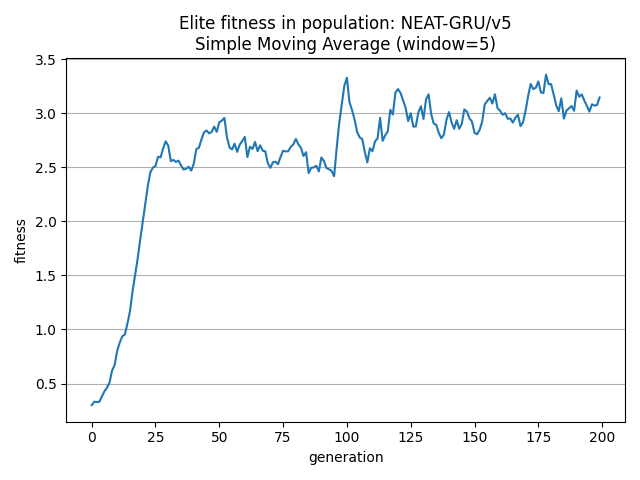 Elite fitness in population: NEAT-GRU/v5
Simple Moving Average (window=5)
3.5
3.0
2.5
2.0
1.5
1.0
0.5
fitness
0 25 50 75 100 125 150 175 200
generation